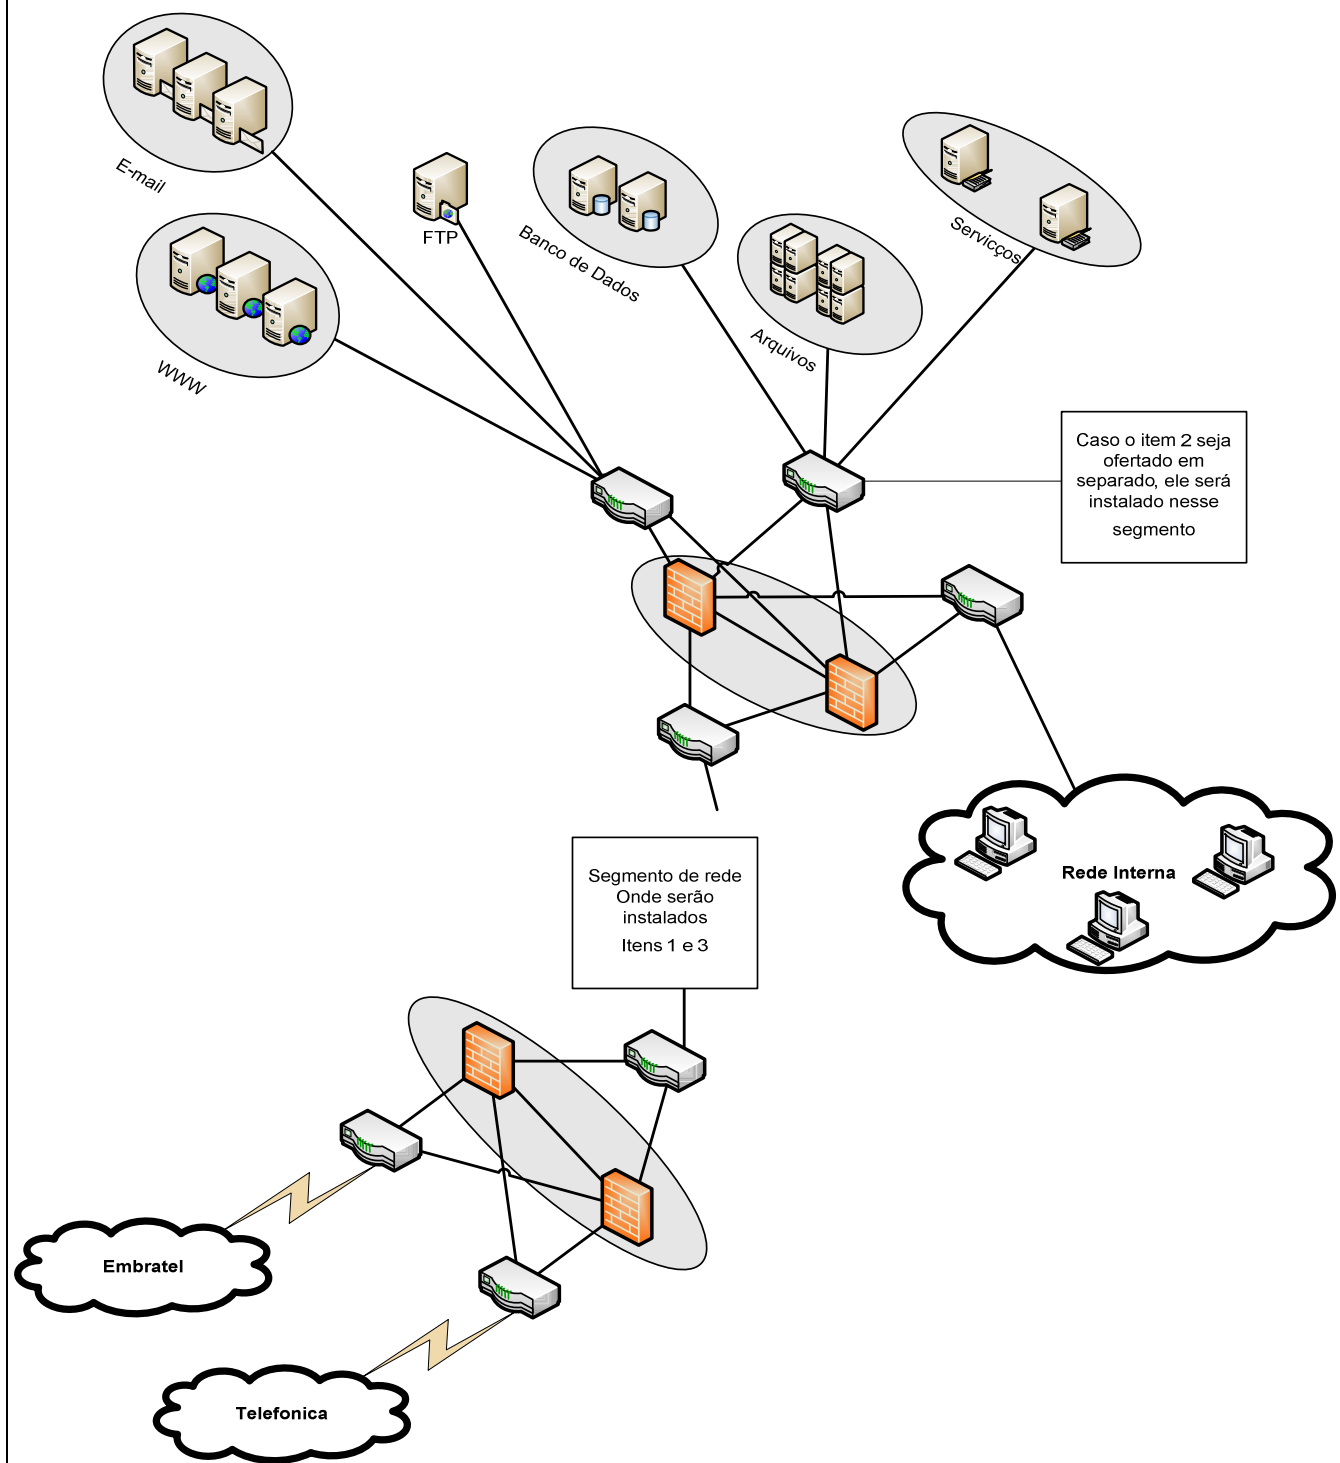 E-mail
FTP
WWW
Banco de Dados
Arquivos
Servicços
Caso o item 2 seja
ofertado em
separado, ele será
instalado nesse
segmento
Rede Interna
Segmento de rede
Onde serão
instalados
Itens 1 e 3
Embratel
Telefonica